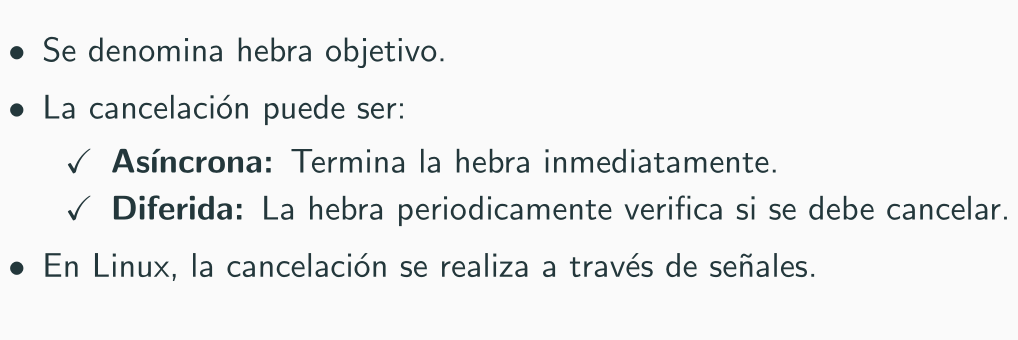 • Se denomina hebra objetivo.
• La cancelación puede ser:
✓ Asíncrona: Termina la hebra inmediatamente.
✓ Diferida: La hebra periodicamente verifica si se debe cancelar.
• En Linux, la cancelación se realiza a través de señales.